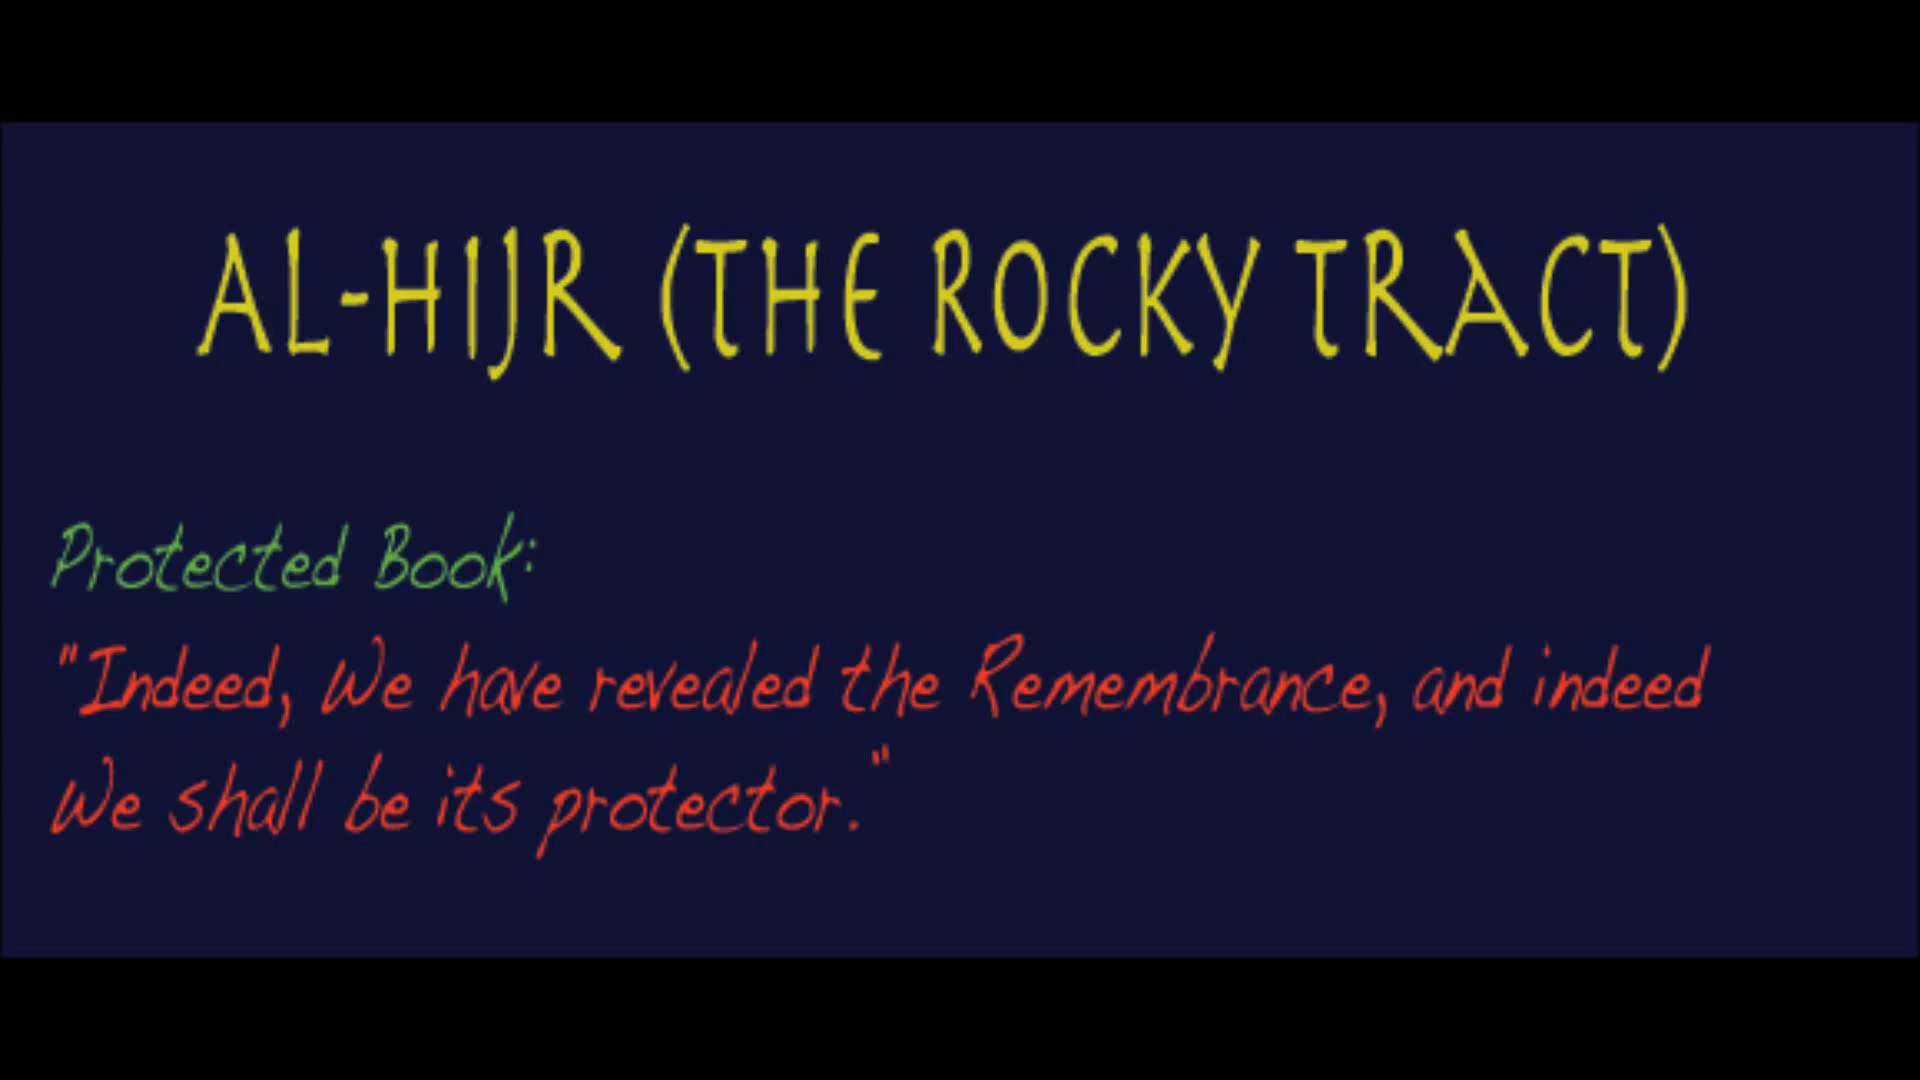 AL-HIJR (THE ROCKY TRACT)
Protected Book:
"Indeed, We have revealed the Remembrance, and indeed
We shall be its protector."